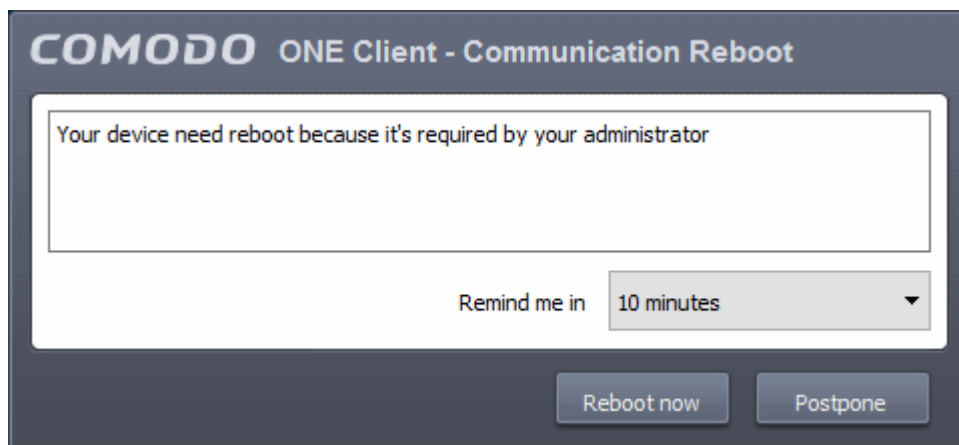 COMODO ONE Client - Communication Reboot
Your device need reboot because it's required by your administrator
Remind me in 10 minutes
Reboot now Postpone